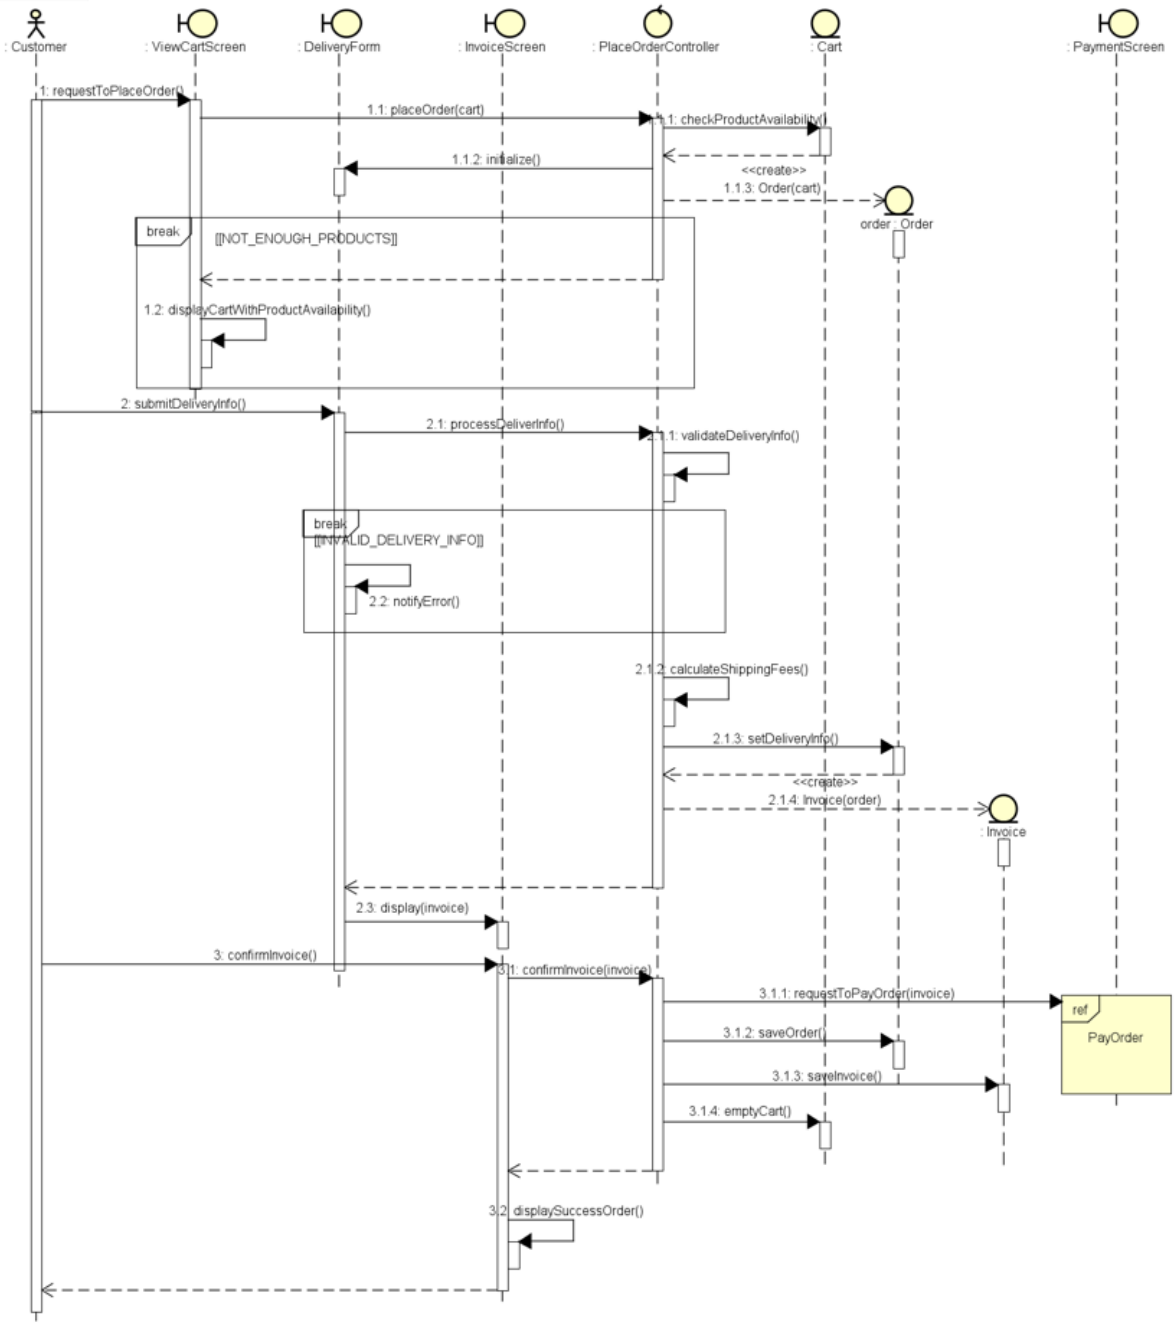 : Customer
: ViewCartScreen
: DeliveryForm
: InvoiceScreen
: PlaceOrderController
: Cart
: PaymentScreen
1: requestToPlaceOrder()
1.1: placeOrder(cart)
1.1.1: checkProductAvailability()
1.1.2: initialize()
<<create>>
1.1.3: Order(cart)
order : Order
break
[[NOT_ENOUGH_PRODUCTS]]
1.2: displayCartWithProductAvailability()
2: submitDeliveryInfo()
2.1: processDeliverInfo()
2.1.1: validateDeliveryInfo()
break
[[INVALID_DELIVERY_INFO]]
2.2: notifyError()
2.1.2: calculateShippingFees()
2.1.3: setDeliveryInfo()
<<create>>
2.1.4: Invoice(order)
: Invoice
2.3: display(invoice)
3: confirmInvoice()
3.1: confirmInvoice(invoice)
3.1.1: requestToPayOrder(invoice)
ref
PayOrder
3.1.2: saveOrder()
3.1.3: saveInvoice()
3.1.4: emptyCart()
3.2: displaySuccessOrder()